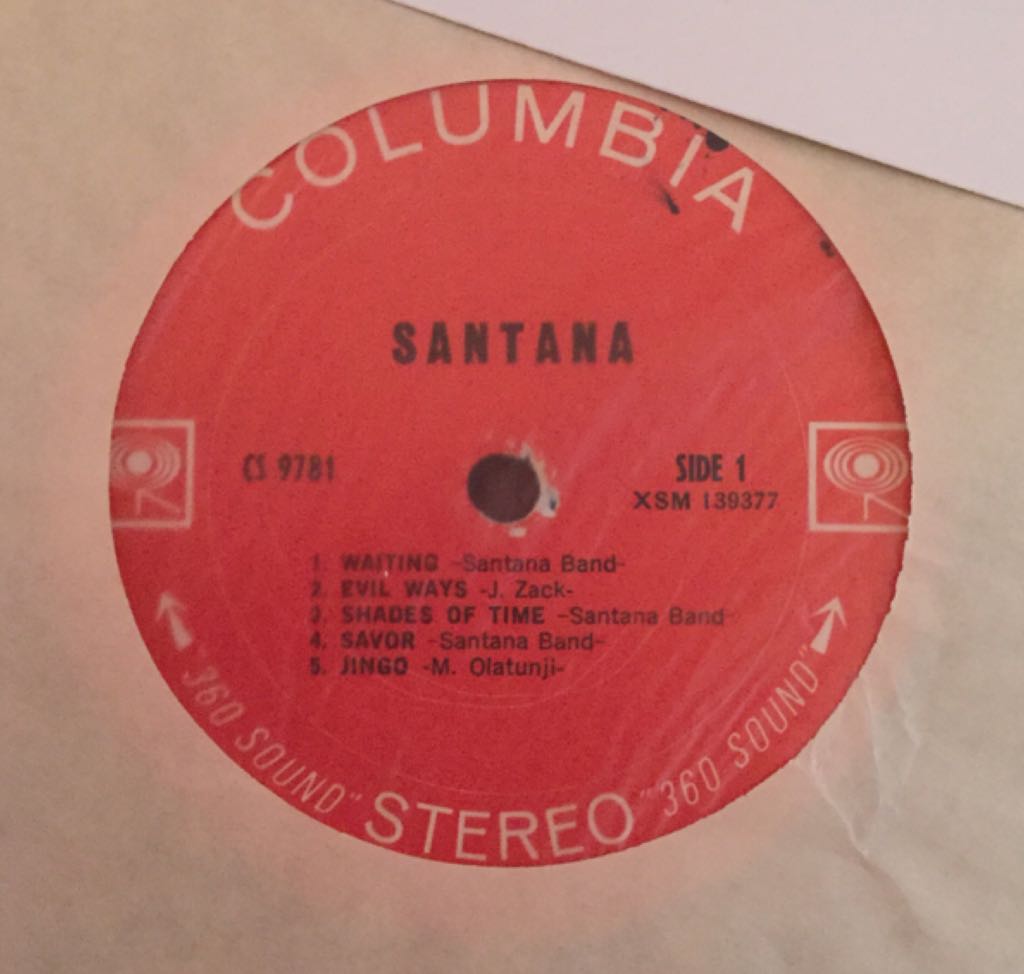 COLUMBIA
SANTANA
CS 9781
SIDE 1
XSM 139377
1. WAITING -Santana Band-
2. EVIL WAYS -J. Zack-
3. SHADES OF TIME -Santana Band-
4. SAVOR -Santana Band-
5. JINGO -M. Olatunji-
"360 SOUND" STEREO "360 SOUND"